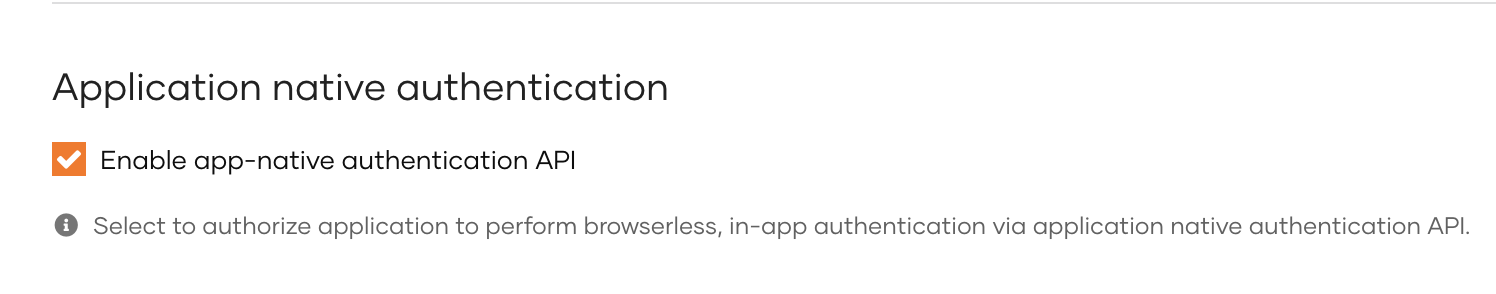 Application native authentication
Enable app-native authentication API
Select to authorize application to perform browserless, in-app authentication via application native authentication API.